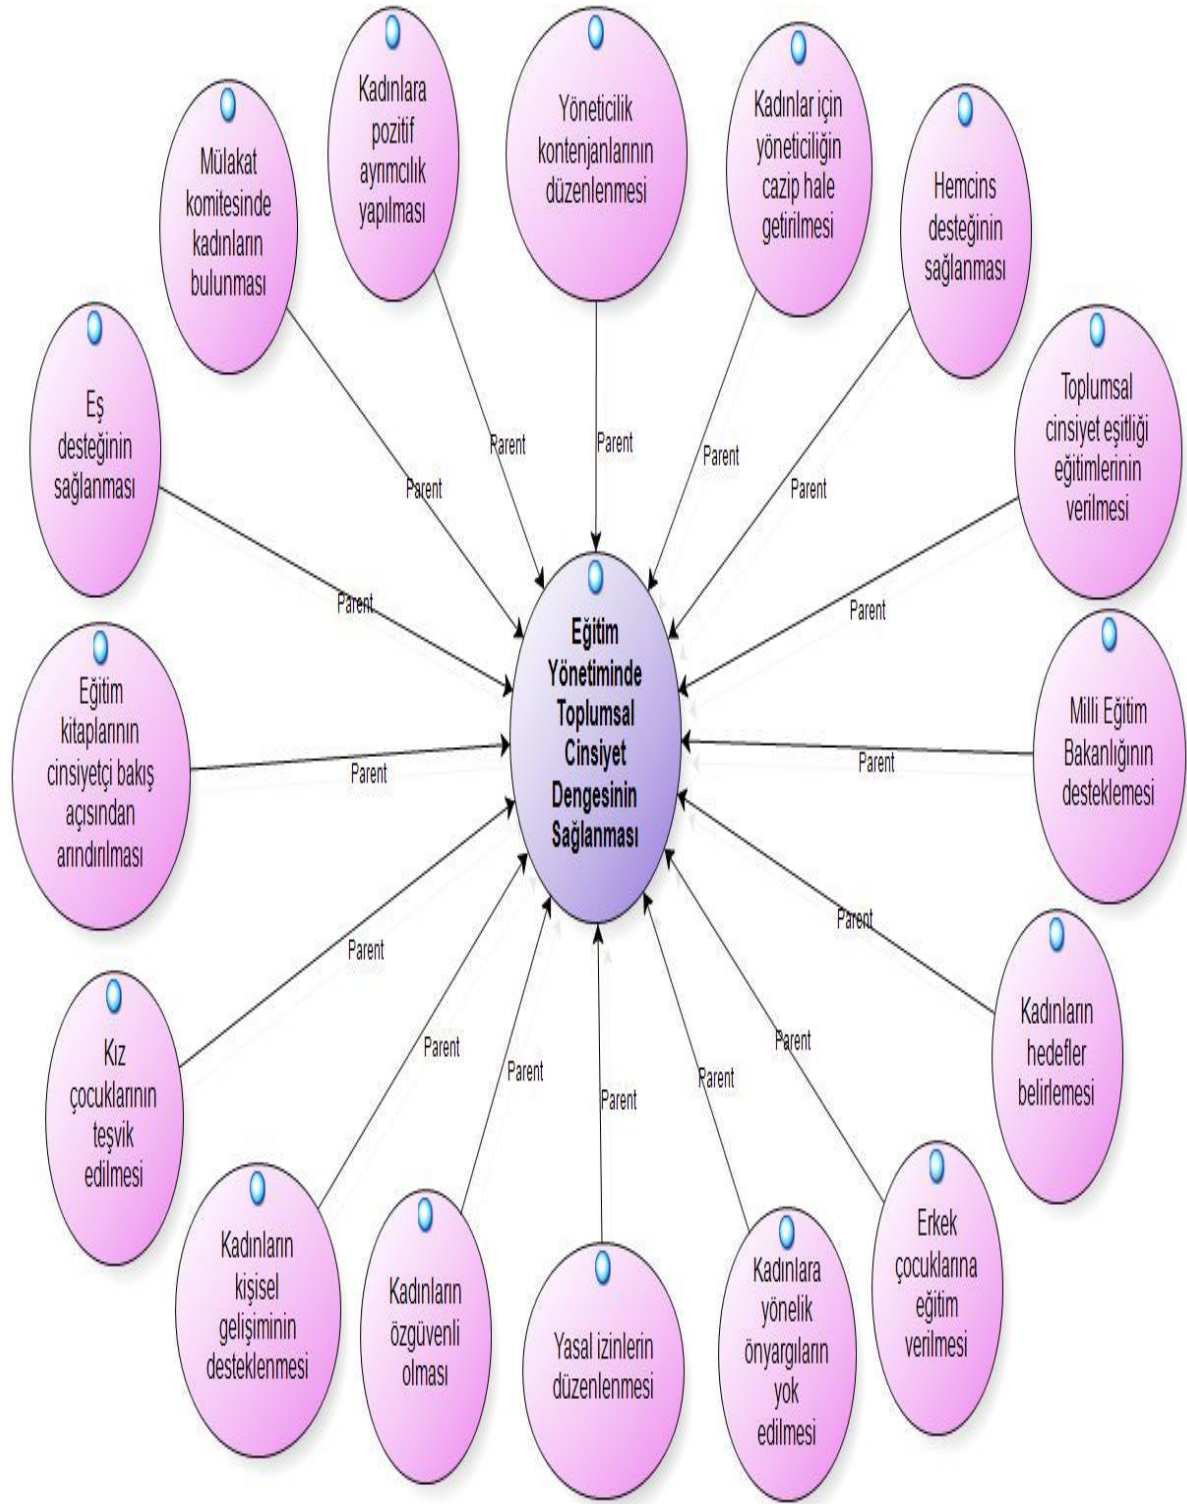 Kadınlara
pozitif
ayrımcılık
yapılması
Yöneticilik
kontenjanlarının
düzenlenmesi
Kadınlar için
yöneticiliğin
cazip hale
getirilmesi
Mülakat
komitesinde
kadınların
bulunması
Hemcins
desteğinin
sağlanması
Eş
desteğinin
sağlanması
Toplumsal
cinsiyet eşitliği
eğitimlerinin
verilmesi
Parent
Parent
Parent
Parent
Parent
Parent
Parent
Eğitim
Yönetiminde
Toplumsal
Cinsiyet
Dengesinin
Sağlanması
Eğitim
kitaplarının
cinsiyetçi bakış
açısından
arındırılması
Milli Eğitim
Bakanlığının
desteklemesi
Parent
Parent
Parent
Parent
Parent
Parent
Parent
Parent
Parent
Kız
çocuklarının
teşvik
edilmesi
Kadınların
hedefler
belirlemesi
Kadınların
kişisel
gelişiminin
desteklenmesi
Kadınların
özgüvenli
olması
Yasal izinlerin
düzenlenmesi
Kadınlara
yönelik
önyargıların
yok
edilmesi
Erkek
çocuklarına
eğitim
verilmesi